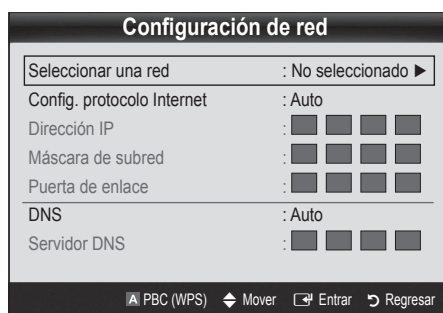 Configuración de red
Seleccionar una red : No seleccionado ►
Config. protocolo Internet : Auto
Dirección IP :
Máscara de subred :
Puerta de enlace :
DNS : Auto
Servidor DNS :
A PBC (WPS) Mover Entrar Regresar